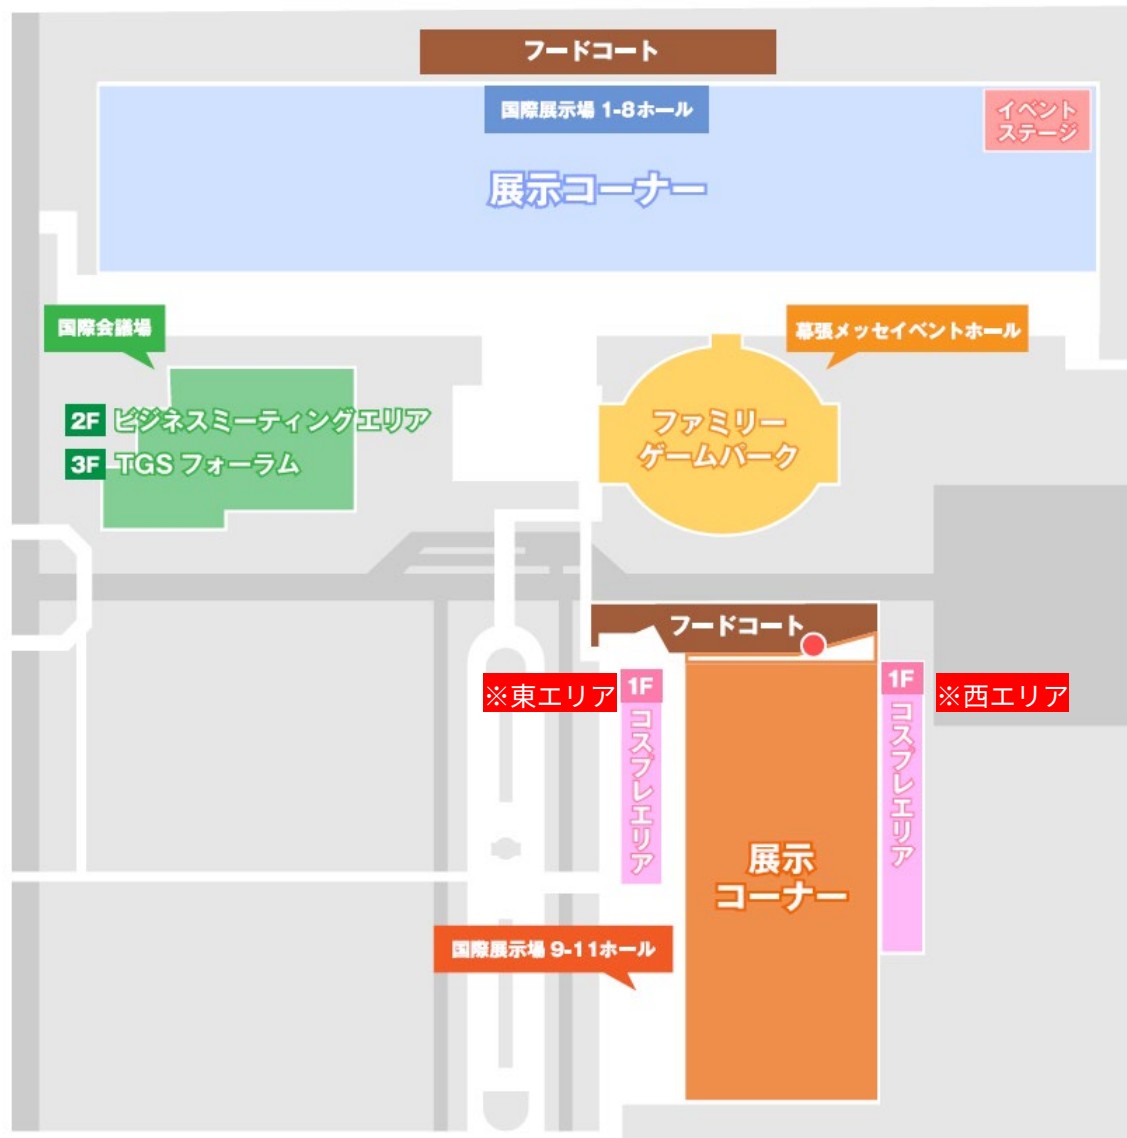 フードコート
国際展示場 1-8ホール
イベント
ステージ
展示コーナー
国際会議場
幕張メッセイベントホール
2F ビジネスミーティングエリア
3F TGS フォーラム
ファミリー
ゲームパーク
フードコート
※東エリア
1F
コスプレエリア
1F
コスプレエリア
※西エリア
展示
コーナー
国際展示場 9-11ホール